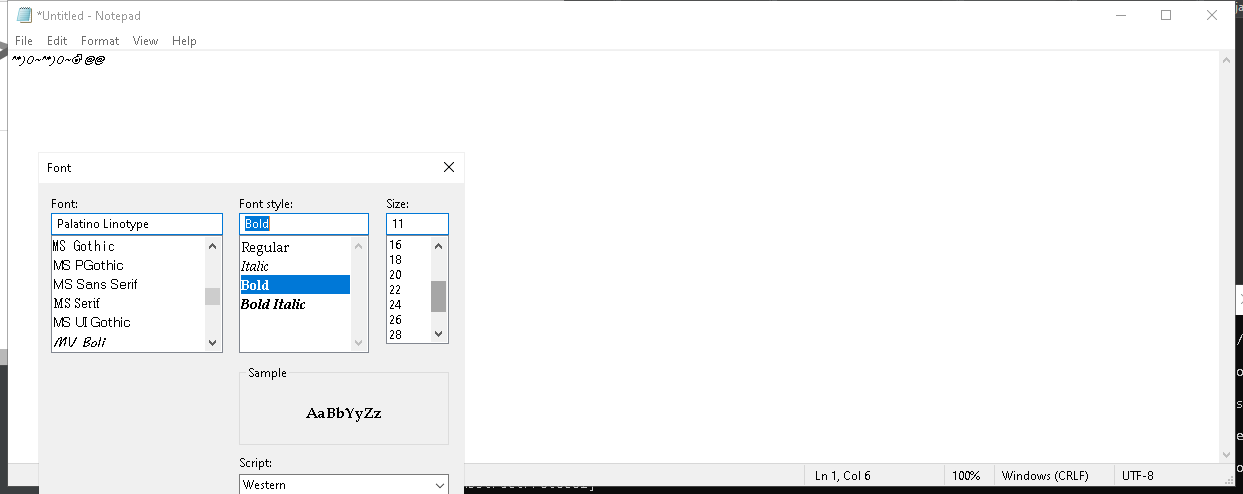 *Untitled - Notepad
File Edit Format View Help
Font
Font: Font style: Size:
Palatino Linotype Bold 11
MS Gothic
MS PGothic
MS Sans Serif
MS Serif
MS UI Gothic
MV Boli
Regular
Italic
Bold
Bold Italic
16
18
20
22
24
26
28
Sample
AaBbYyZz
Script:
Western
Ln 1, Col 6 100% Windows (CRLF) UTF-8